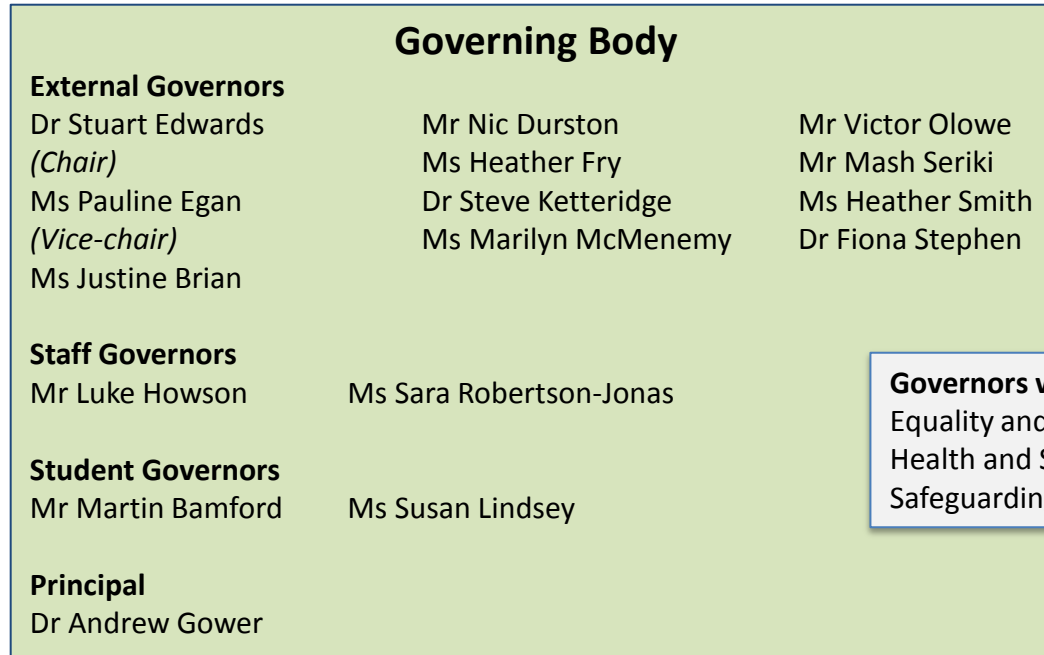 Governing Body
External Governors
Dr Stuart Edwards
(Chair)
Ms Pauline Egan
(Vice-chair)
Ms Justine Brian
Mr Nic Durston
Ms Heather Fry
Dr Steve Ketteridge
Ms Marilyn McMenemy
Mr Victor Olowe
Mr Mash Seriki
Ms Heather Smith
Dr Fiona Stephen
Staff Governors
Mr Luke Howson
Ms Sara Robertson-Jonas
Student Governors
Mr Martin Bamford
Ms Susan Lindsey
Principal
Dr Andrew Gower
Governors
Equality and
Health and